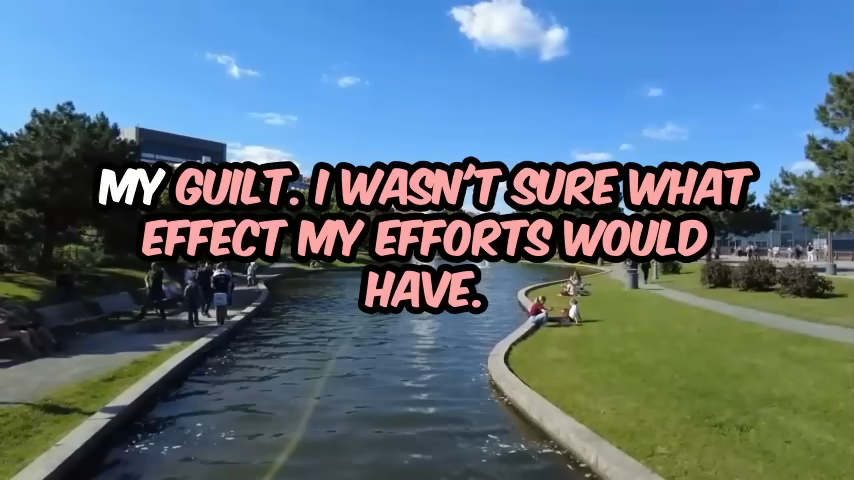 MY GUILT. I WASN'T SURE WHAT
EFFECT MY EFFORTS WOULD
HAVE.